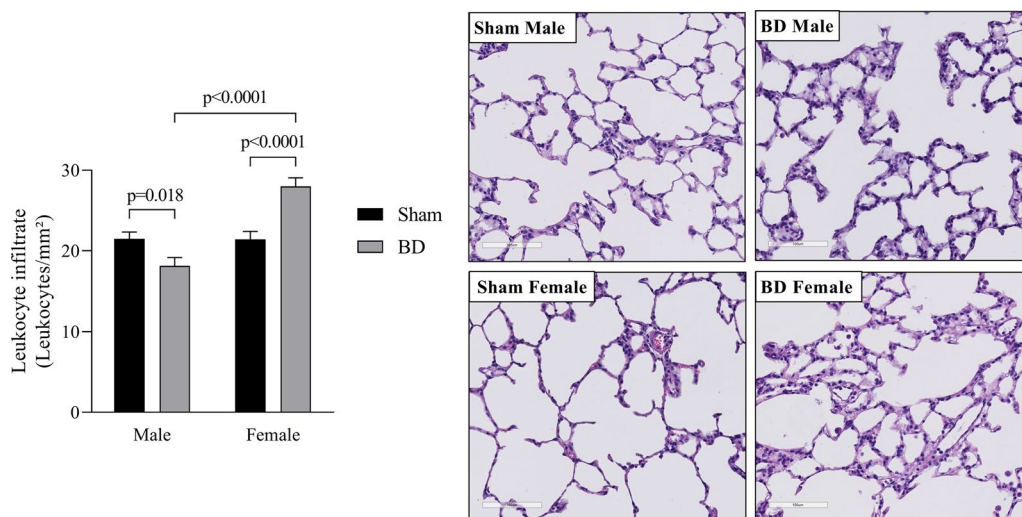 p<0.0001
p<0.0001
p=0.018
30
20
10
0
Leukocyte infiltrate
(Leukocytes/mm²)
Male
Female
Sham
BD
Sham Male
BD Male
Sham Female
BD Female
100um